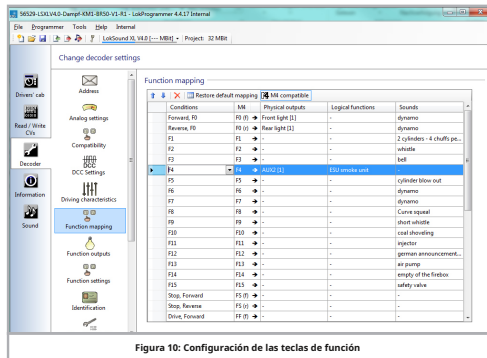 56529-LSXLV4.0-Dampf-KM1-BR50-V1-R1 - LokProgrammer 4.4.17 Internal
File Programmer Tools Help Internal
LokSound XL V4.0 [--- MBit] Project: 32 MBit
Change decoder settings
Drivers' cab
Read / Write CVs
Decoder
Information
Sound
Address
Analog settings
Compatibility
DCC Settings
Driving characteristics
Function mapping
Function outputs
Function settings
Identification
Function mapping
Restore default mapping M4 compatible
Conditions M4 Physical outputs Logical functions Sounds
Forward, F0 F0 (f) ➔ Front light [1] - dynamo
Reverse, F0 F0 (r) ➔ Rear light [1] - dynamo
F1 F1 ➔ - - 2 cylinders - 4 chuffs pe...
F2 F2 ➔ - - whistle
F3 F3 ➔ - - bell
F4 F4 ➔ AUX2 [1] ESU smoke unit -
F5 F5 ➔ - - cylinder blow out
F6 F6 ➔ - - dynamo
F7 F7 ➔ - - dynamo
F8 F8 ➔ - - Curve squeal
F9 F9 ➔ - - short whistle
F10 F10 ➔ - - coal shoveling
F11 F11 ➔ - - injector
F12 F12 ➔ - - german announcement...
F13 F13 ➔ - - air pump
F14 F14 ➔ - - empty of the firebox
F15 F15 ➔ - - safety valve
Stop, Forward FS (f) ➔ - - -
Stop, Reverse FS (r) ➔ - - -
Drive, Forward FF (f) ➔ - - -
Figura 10: Configuración de las teclas de función